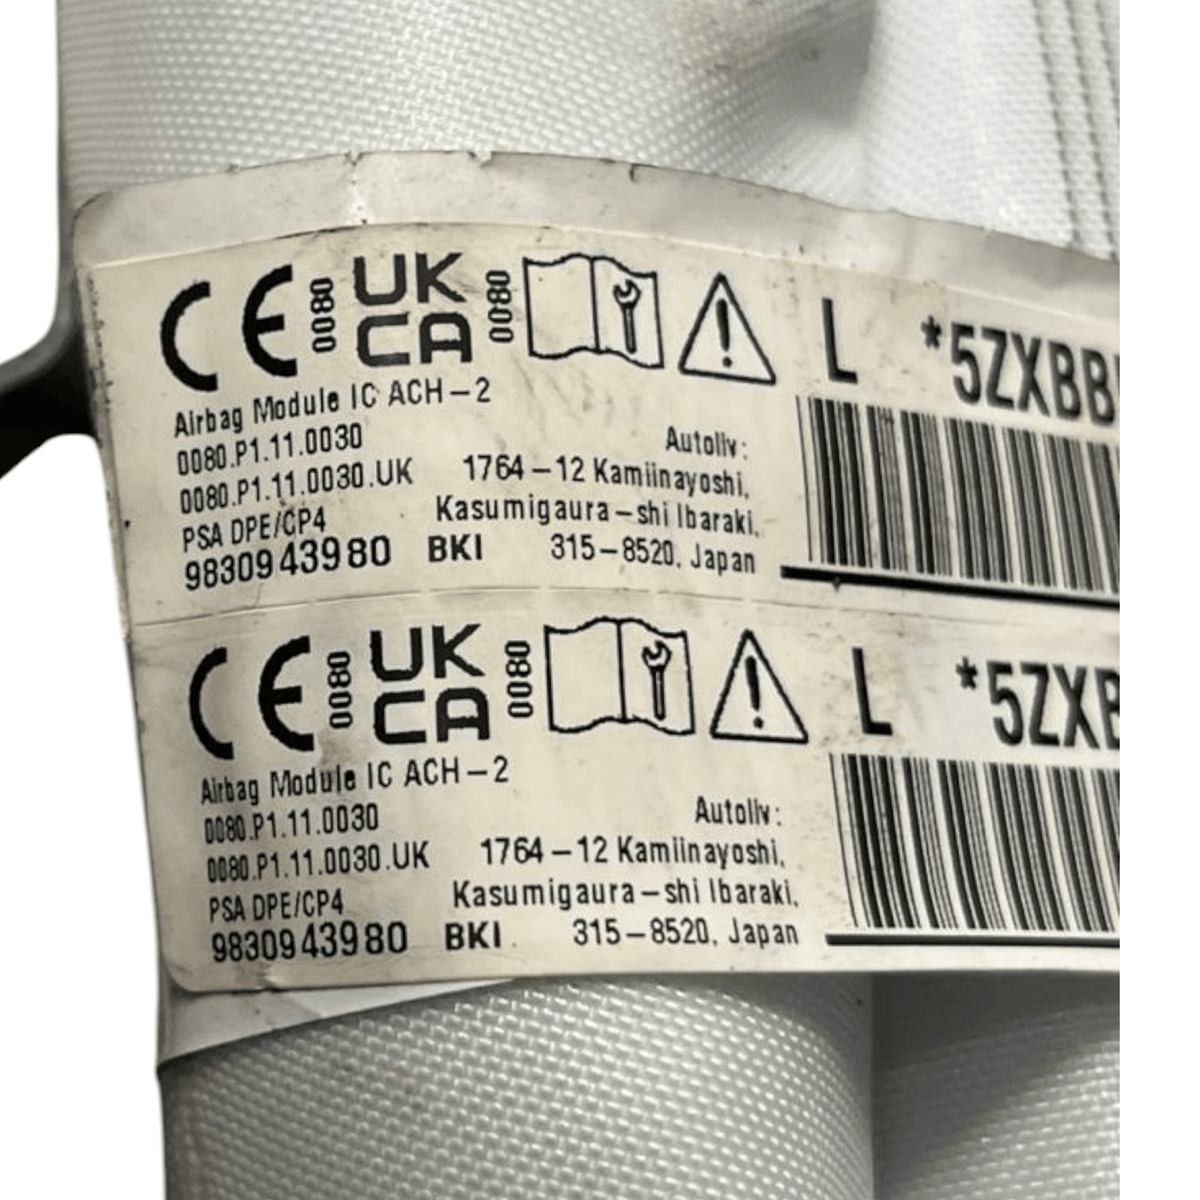 CE 0080 UK CA 0080 L *5ZXBB
Airbag Module IC ACH-2
0080.P1.11.0030
0080.P1.11.0030.UK
PSA DPE/CP4
9830943980 BKI
Autoliv:
1764-12 Kamiinayoshi,
Kasumigaura-shi Ibaraki,
315-8520, Japan
CE 0080 UK CA 0080 L *5ZXB
Airbag Module IC ACH-2
0080.P1.11.0030
0080.P1.11.0030.UK
PSA DPE/CP4
9830943980 BKI
Autoliv:
1764-12 Kamiinayoshi,
Kasumigaura-shi Ibaraki,
315-8520, Japan